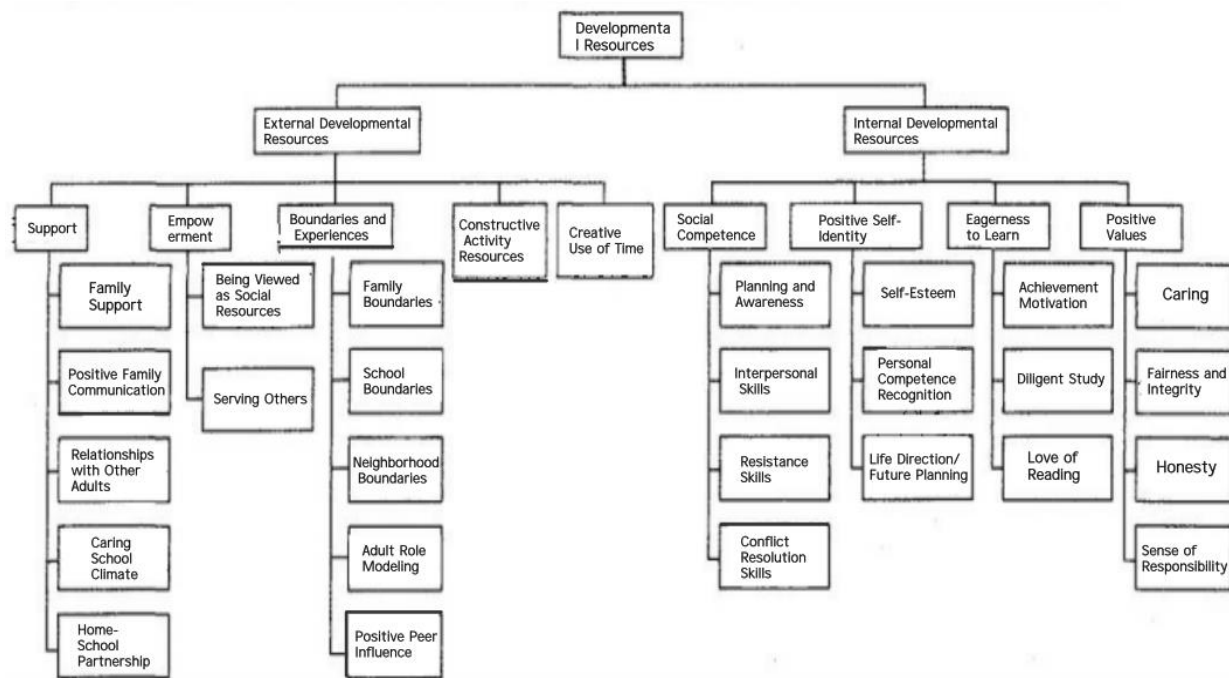 Developmenta
l Resources
External Developmental
Resources
Internal Developmental
Resources
Support
Empow
erment
Boundaries and
Experiences
Constructive
Activity
Resources
Creative
Use of Time
Social
Competence
Positive Self-
Identity
Eagerness
to Learn
Positive
Values
Family
Support
Positive Family
Communication
Relationships
with Other
Adults
Caring
School
Climate
Home-
School
Partnership
Being Viewed
as Social
Resources
Serving Others
Family
Boundaries
School
Boundaries
Neighborhood
Boundaries
Adult Role
Modeling
Positive Peer
Influence
Planning and
Awareness
Interpersonal
Skills
Resistance
Skills
Conflict
Resolution
Skills
Self-Esteem
Personal
Competence
Recognition
Life Direction/
Future Planning
Achievement
Motivation
Diligent Study
Love of
Reading
Caring
Fairness and
Integrity
Honesty
Sense of
Responsibility